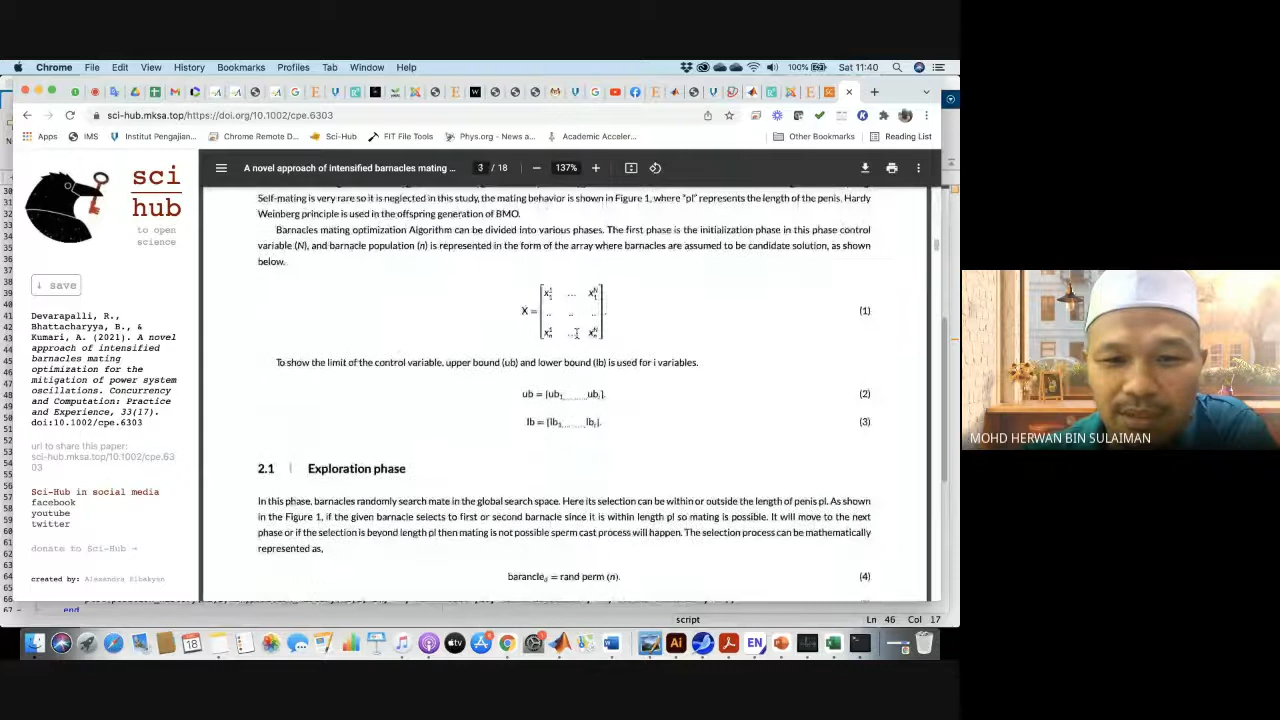 Chrome File Edit View History Bookmarks Profiles Tab Window Help 100% Sat 11:40
sci-hub.mksa.top/https://doi.org/10.1002/cpe.6303
Apps IMS Institut Pengajian... Chrome Remote D... Sci-Hub FIT File Tools Phys.org - News a... Academic Acceler... Other Bookmarks Reading List
sci
hub
to open
science
↓ save
Devarapalli, R.,
Bhattacharyya, B., &
Kumari, A. (2021). A novel
approach of intensified
barnacles mating
optimization for the
mitigation of power system
oscillations. Concurrency
and Computation: Practice
and Experience, 33(17).
doi:10.1002/cpe.6303
url to share this paper:
sci-hub.mksa.top/10.1002/cpe.63
03
Sci-Hub in social media
facebook
youtube
twitter
donate to Sci-Hub →
created by: Alexandra Elbakyan
A novel approach of intensified barnacles mating ... 3 / 18 − 137% +
Self-mating is very rare so it is neglected in this study, the mating behavior is shown in Figure 1, where "pl" represents the length of the penis. Hardy
Weinberg principle is used in the offspring generation of BMO.
Barnacles mating optimization Algorithm can be divided into various phases. The first phase is the initialization phase in this phase control
variable (N), and barnacle population (n) is represented in the form of the array where barnacles are assumed to be candidate solution, as shown
below.
X = (1)
To show the limit of the control variable, upper bound (ub) and lower bound (lb) is used for i variables.
ub = [ub1, ......... ubi]. (2)
lb = [lb1, ......... lbi]. (3)
2.1 Exploration phase
In this phase, barnacles randomly search mate in the global search space. Here its selection can be within or outside the length of penis pl. As shown
in the Figure 1, if the given barnacle selects to first or second barnacle since it is within length pl so mating is possible. It will move to the next
phase or if the selection is beyond length pl then mating is not possible sperm cast process will happen. The selection process can be mathematically
represented as,
barancle_d = rand perm (n). (4)
end
script Ln 46 Col 17
MOHD HERWAN BIN SULAIMAN